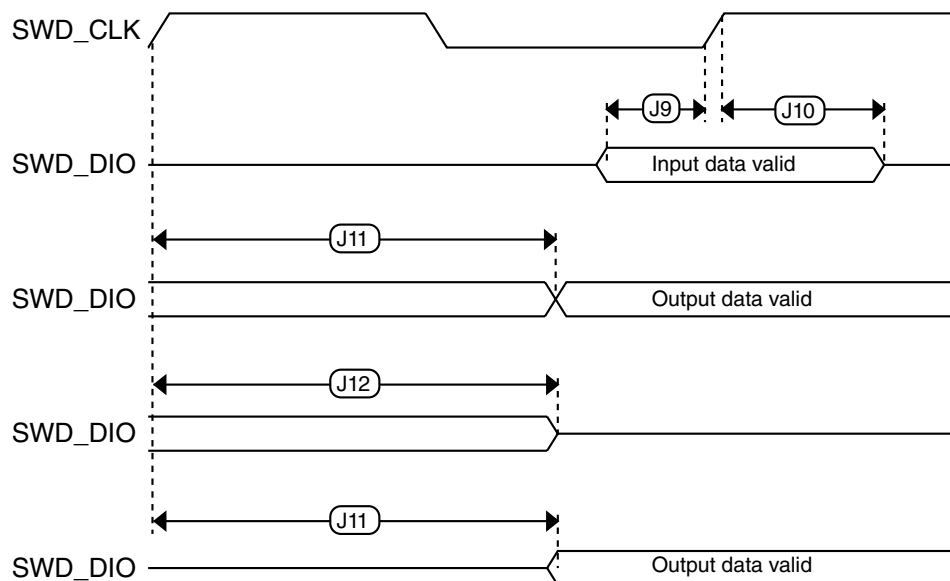 SWD_CLK
J9
J10
SWD_DIO
Input data valid
J11
SWD_DIO
Output data valid
J12
SWD_DIO
J11
SWD_DIO
Output data valid